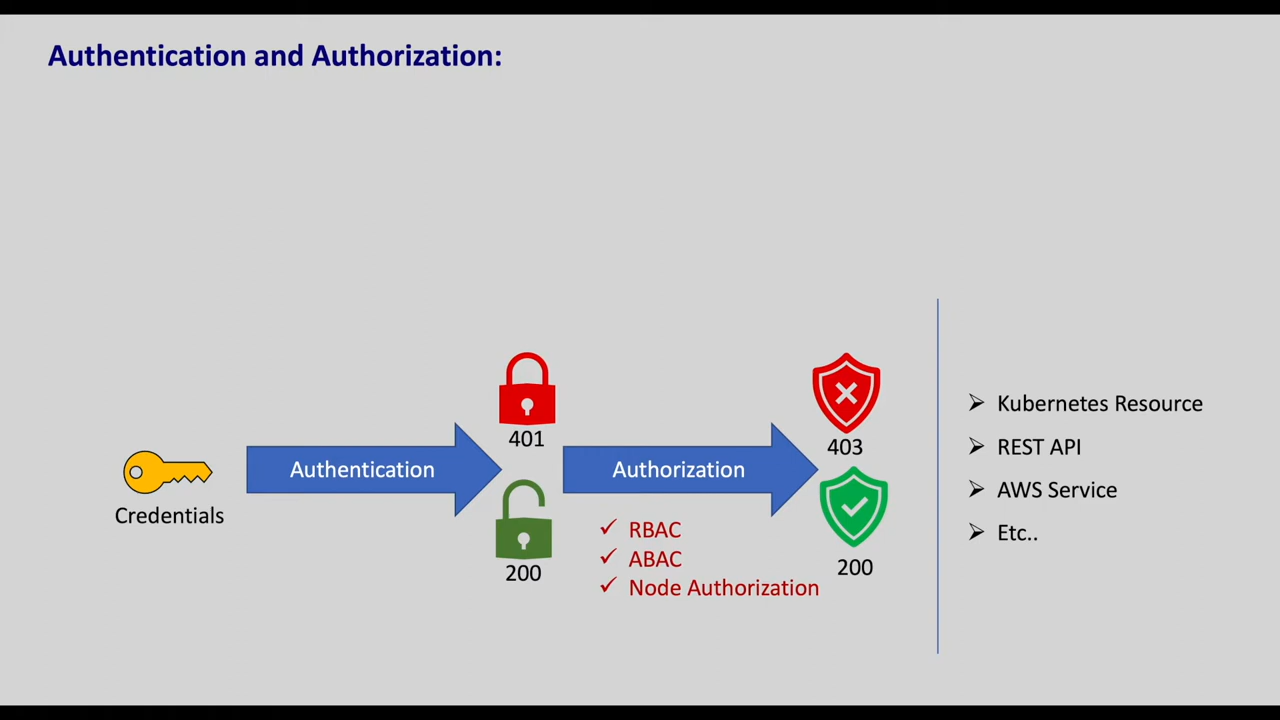 Authentication and Authorization:
Credentials
Authentication
401
200
Authorization
RBAC
ABAC
Node Authorization
403
200
Kubernetes Resource
REST API
AWS Service
Etc..